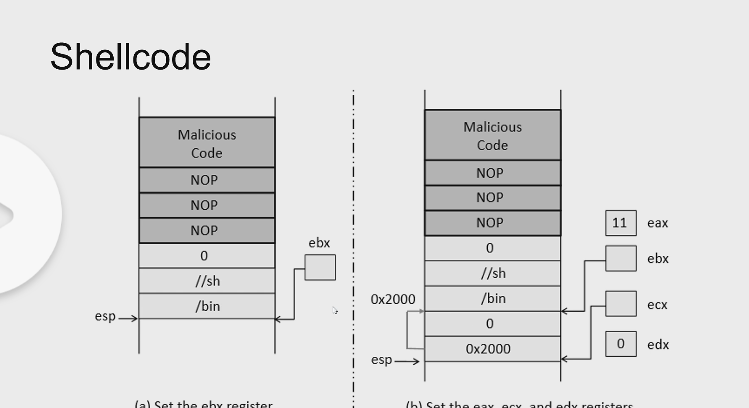 Shellcode
Malicious
Code
NOP
NOP
NOP
0
//sh
/bin
esp
ebx
(a) Set the ebx register
Malicious
Code
NOP
NOP
NOP
0
//sh
/bin
0
0x2000
0x2000
esp
11 eax
ebx
ecx
0 edx
(b) Set the eax, ecx, and edx registers